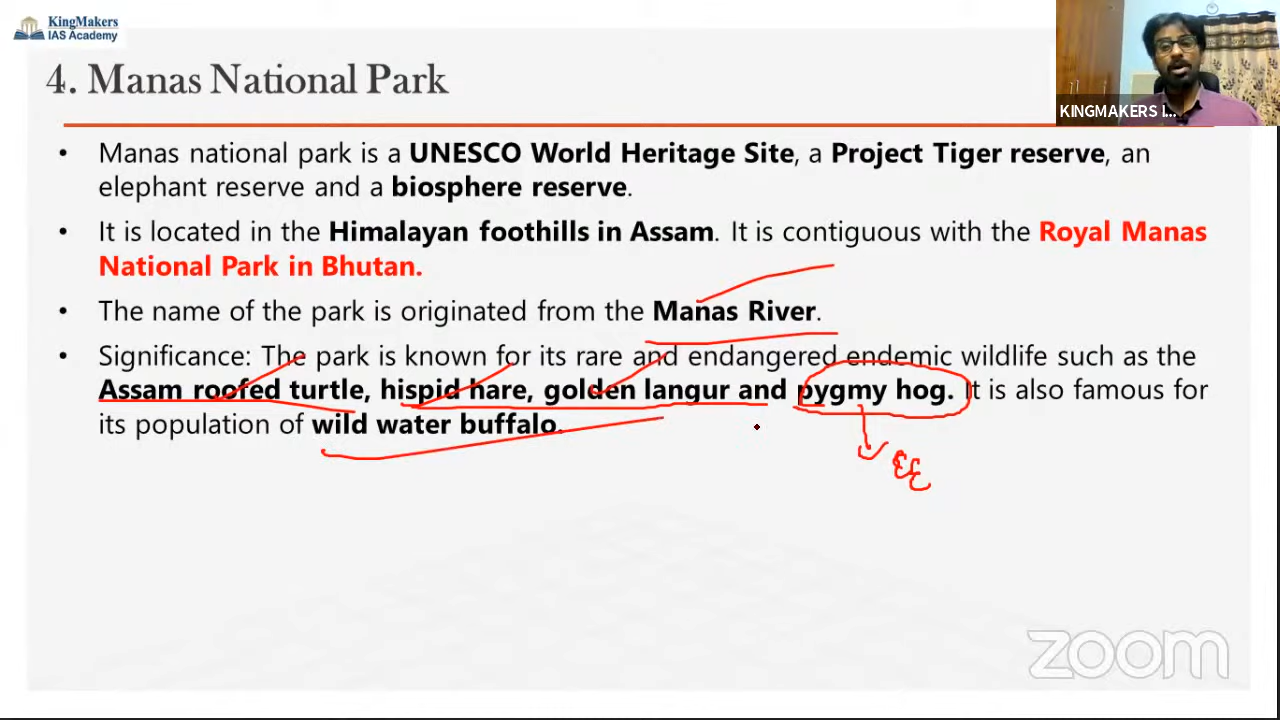 KingMakers
IAS Academy
4. Manas National Park
KINGMAKERS I...
• Manas national park is a UNESCO World Heritage Site, a Project Tiger reserve, an
elephant reserve and a biosphere reserve.
• It is located in the Himalayan foothills in Assam. It is contiguous with the Royal Manas
National Park in Bhutan.
• The name of the park is originated from the Manas River.
• Significance: The park is known for its rare and endangered endemic wildlife such as the
Assam roofed turtle, hispid hare, golden langur and pygmy hog. It is also famous for
its population of wild water buffalo.
zoom